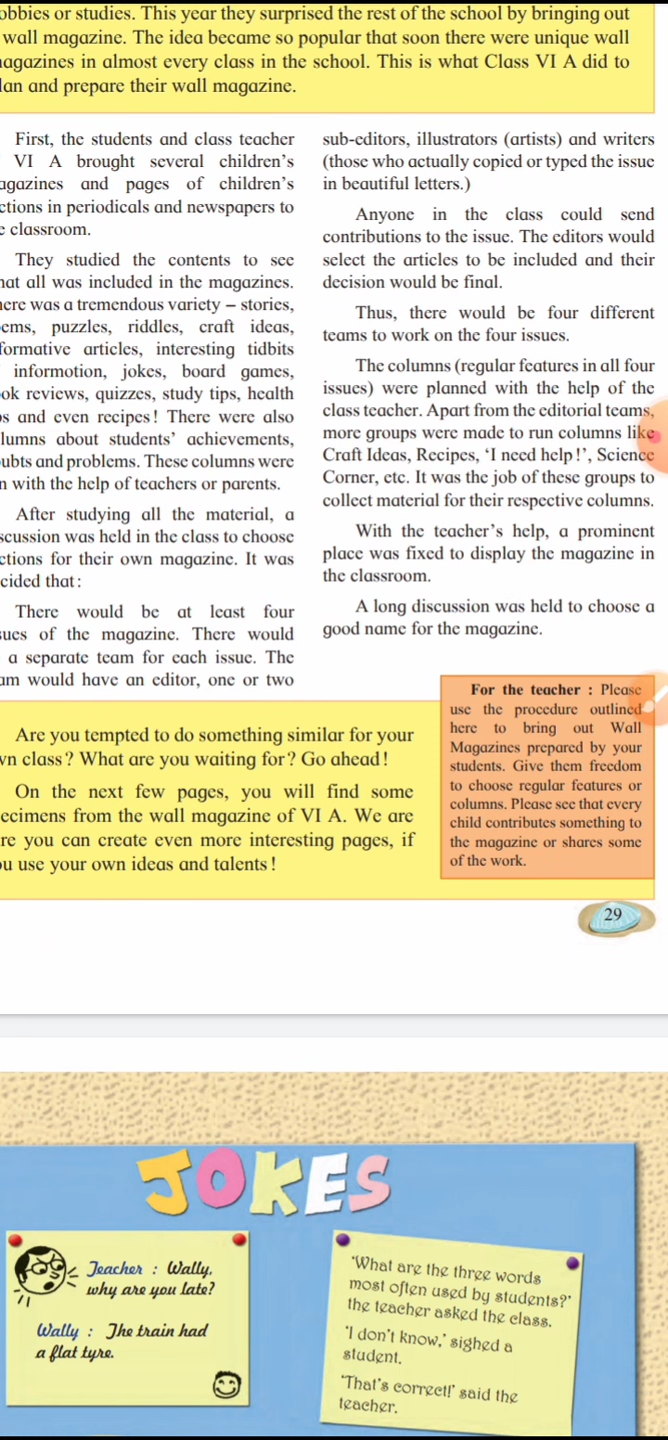 obbies or studies. This year they surprised the rest of the school by bringing out
wall magazine. The idea became so popular that soon there were unique wall
agazines in almost every class in the school. This is what Class VI A did to
lan and prepare their wall magazine.
First, the students and class teacher
VI A brought several children's
agazines and pages of children's
ctions in periodicals and newspapers to
e classroom.
They studied the contents to see
hat all was included in the magazines.
here was a tremendous variety – stories,
ems, puzzles, riddles, craft ideas,
formative articles, interesting tidbits
informotion, jokes, board games,
ok reviews, quizzes, study tips, health
s and even recipes! There were also
lumns about students' achievements,
oubts and problems. These columns were
n with the help of teachers or parents.
After studying all the material, a
scussion was held in the class to choose
ctions for their own magazine. It was
cided that :
There would be at least four
sues of the magazine. There would
a separate team for each issue. The
am would have an editor, one or two
sub-editors, illustrators (artists) and writers
(those who actually copied or typed the issue
in beautiful letters.)
Anyone in the class could send
contributions to the issue. The editors would
select the articles to be included and their
decision would be final.
Thus, there would be four different
teams to work on the four issues.
The columns (regular features in all four
issues) were planned with the help of the
class teacher. Apart from the editorial teams,
more groups were made to run columns like
Craft Ideas, Recipes, 'I need help!', Science
Corner, etc. It was the job of these groups to
collect material for their respective columns.
With the teacher's help, a prominent
place was fixed to display the magazine in
the classroom.
A long discussion was held to choose a
good name for the magazine.
Are you tempted to do something similar for your
wn class? What are you waiting for? Go ahead!
On the next few pages, you will find some
ecimens from the wall magazine of VI A. We are
re you can create even more interesting pages, if
ou use your own ideas and talents!
For the teacher : Please
use the procedure outlined
here to bring out Wall
Magazines prepared by your
students. Give them freedom
to choose regular features or
columns. Please see that every
child contributes something to
the magazine or shares some
of the work.
29
JOKES
Teacher : Wally,
why are you late?
Wally : The train had
a flat tyre.
'What are the three words
most often used by students?'
the teacher asked the class.
'I don't know,' sighed a
student.
'That's correct!' said the
teacher.